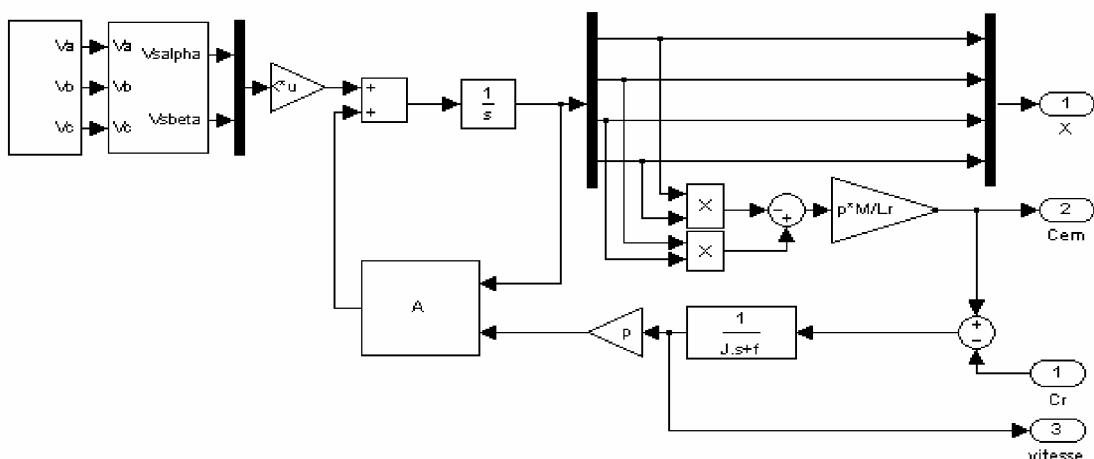 Va
Va
Vb
Vb
Vc
Vc
Vsalpha
Vsbeta
<*u
+
+
1
s
1
X
X
X
-
+
p*M/Lr
2
Cem
A
p
1
J.s+f
+
-
1
Cr
3
vitesse